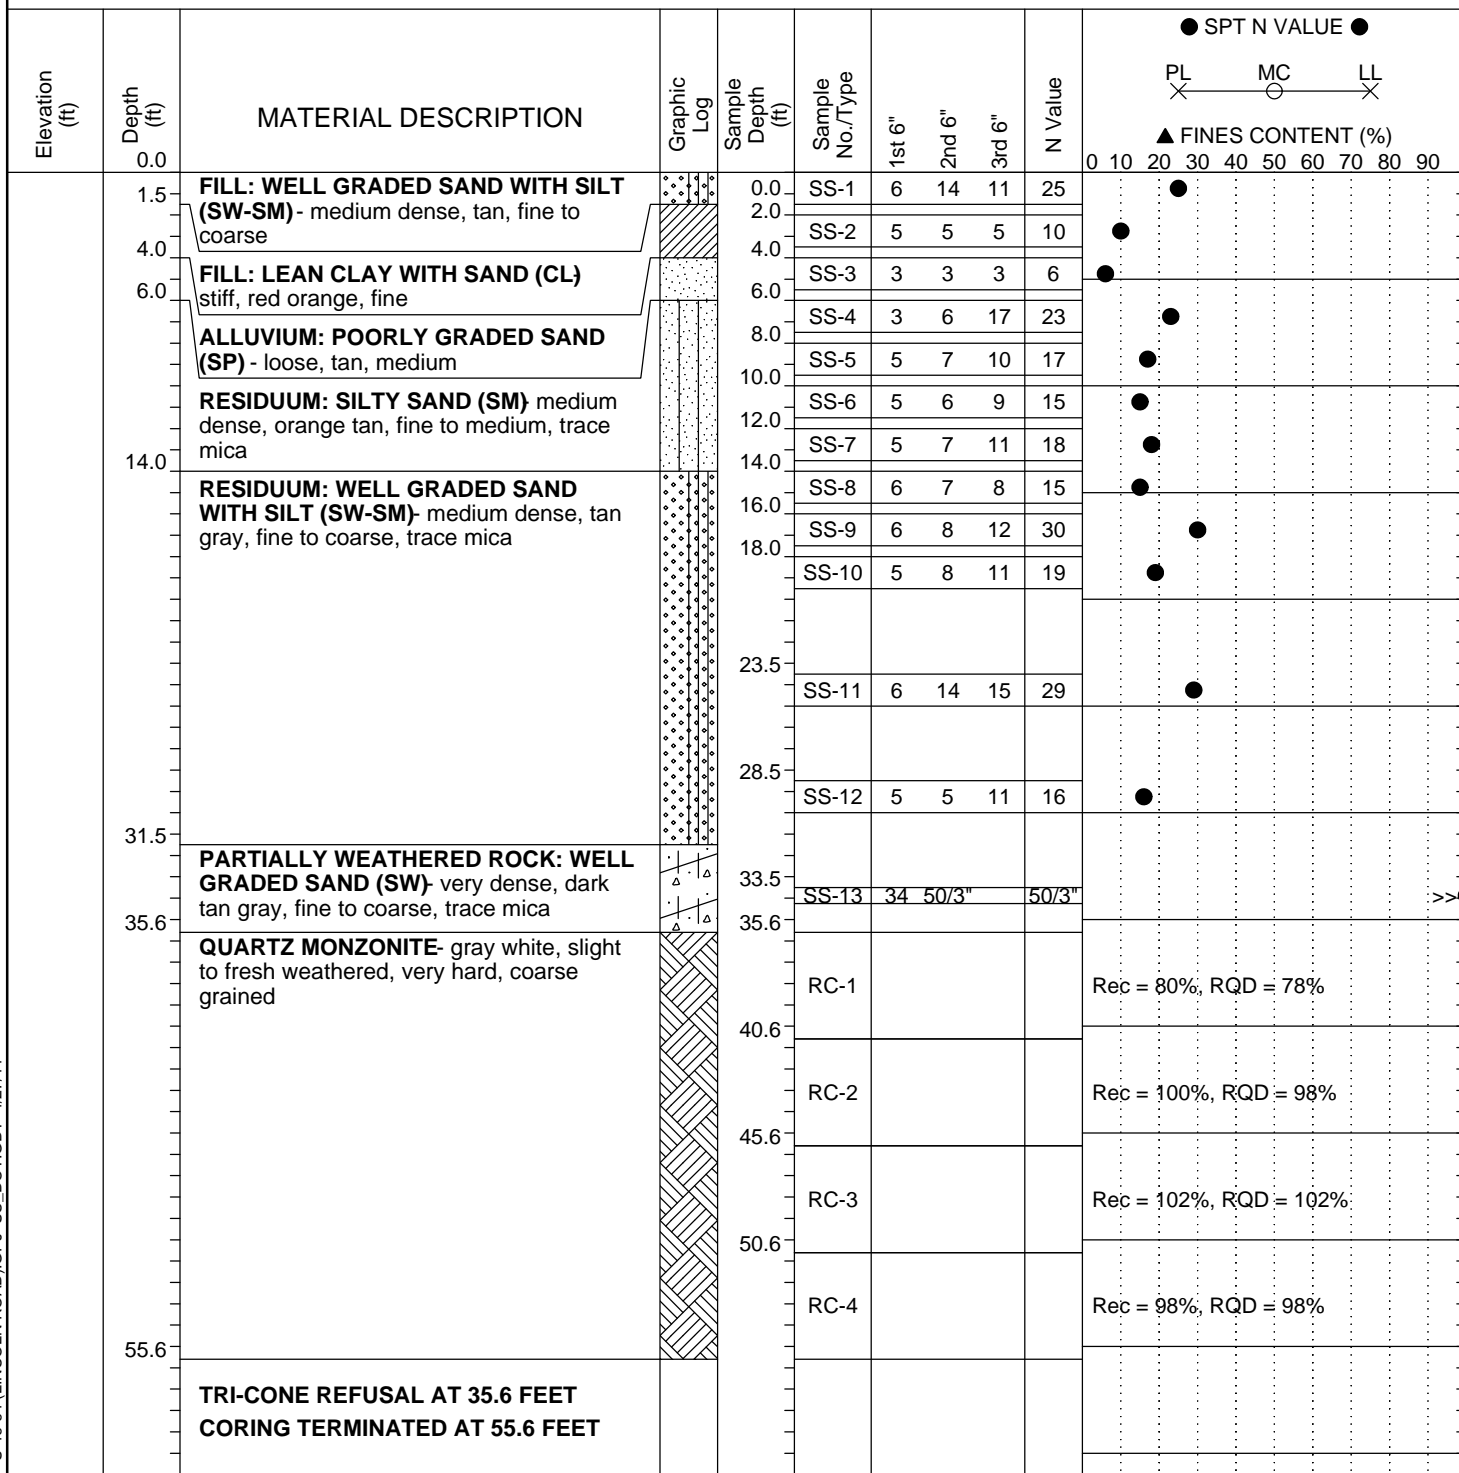 ● SPT N VALUE ●
PL MC LL
▲ FINES CONTENT (%)
0 10 20 30 40 50 60 70 80 90
Elevation (ft)
Depth (ft)
0.0
MATERIAL DESCRIPTION
Graphic Log
Sample Depth (ft)
Sample No./Type
1st 6"
2nd 6"
3rd 6"
N Value
FILL: WELL GRADED SAND WITH SILT
(SW-SM) - medium dense, tan, fine to
coarse
1.5
FILL: LEAN CLAY WITH SAND (CL)-
stiff, red orange, fine
4.0
ALLUVIUM: POORLY GRADED SAND
(SP) - loose, tan, medium
6.0
RESIDUUM: SILTY SAND (SM)- medium
dense, orange tan, fine to medium, trace
mica
14.0
RESIDUUM: WELL GRADED SAND
WITH SILT (SW-SM)- medium dense, tan
gray, fine to coarse, trace mica
31.5
PARTIALLY WEATHERED ROCK: WELL
GRADED SAND (SW)- very dense, dark
tan gray, fine to coarse, trace mica
35.6
QUARTZ MONZONITE- gray white, slight
to fresh weathered, very hard, coarse
grained
55.6
TRI-CONE REFUSAL AT 35.6 FEET
CORING TERMINATED AT 55.6 FEET
0.0 SS-1 6 14 11 25
2.0 SS-2 5 5 5 10
4.0 SS-3 3 3 3 6
6.0 SS-4 3 6 17 23
8.0 SS-5 5 7 10 17
10.0 SS-6 5 6 9 15
12.0 SS-7 5 7 11 18
14.0 SS-8 6 7 8 15
16.0 SS-9 6 8 12 30
18.0 SS-10 5 8 11 19
23.5 SS-11 6 14 15 29
28.5 SS-12 5 5 11 16
33.5 SS-13 34 50/3" 50/3" >>
35.6 RC-1 Rec = 80%, RQD = 78%
40.6 RC-2 Rec = 100%, RQD = 98%
45.6 RC-3 Rec = 102%, RQD = 102%
50.6 RC-4 Rec = 98%, RQD = 98%